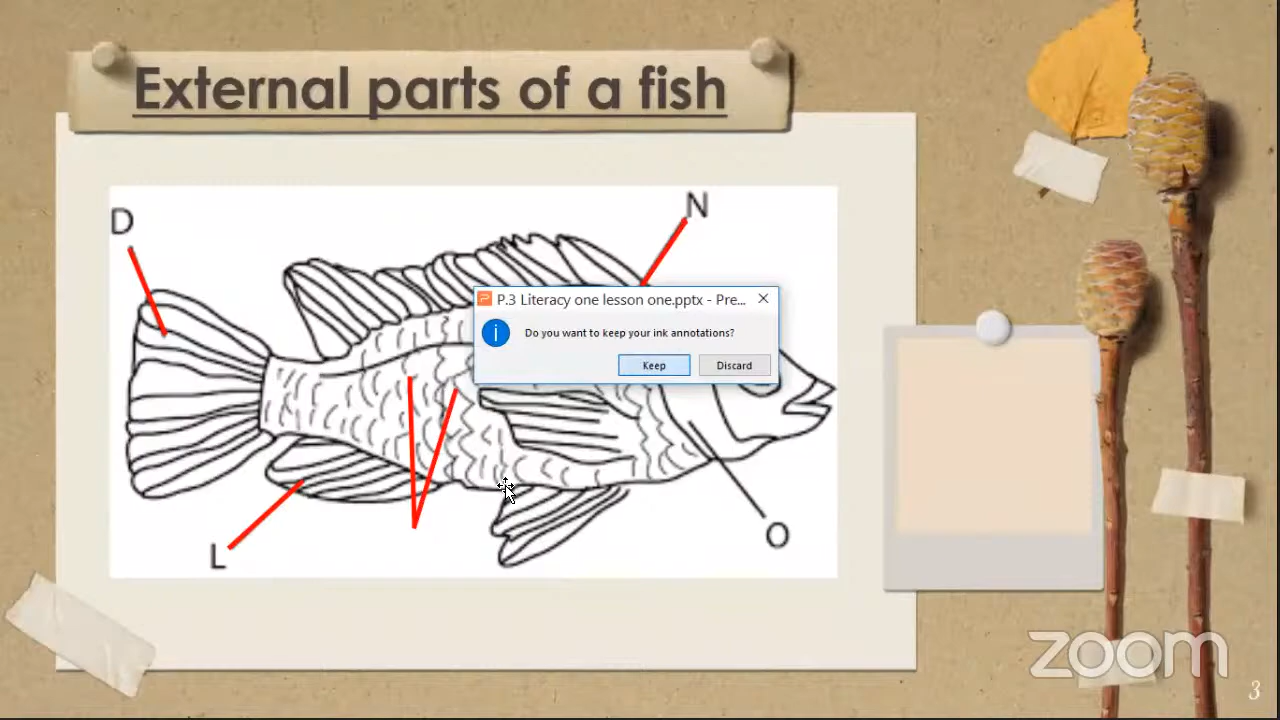 External parts of a fish
D
N
P.3 Literacy one lesson one.pptx - Pre...
Do you want to keep your ink annotations?
Keep
Discard
L
O
zoom
3